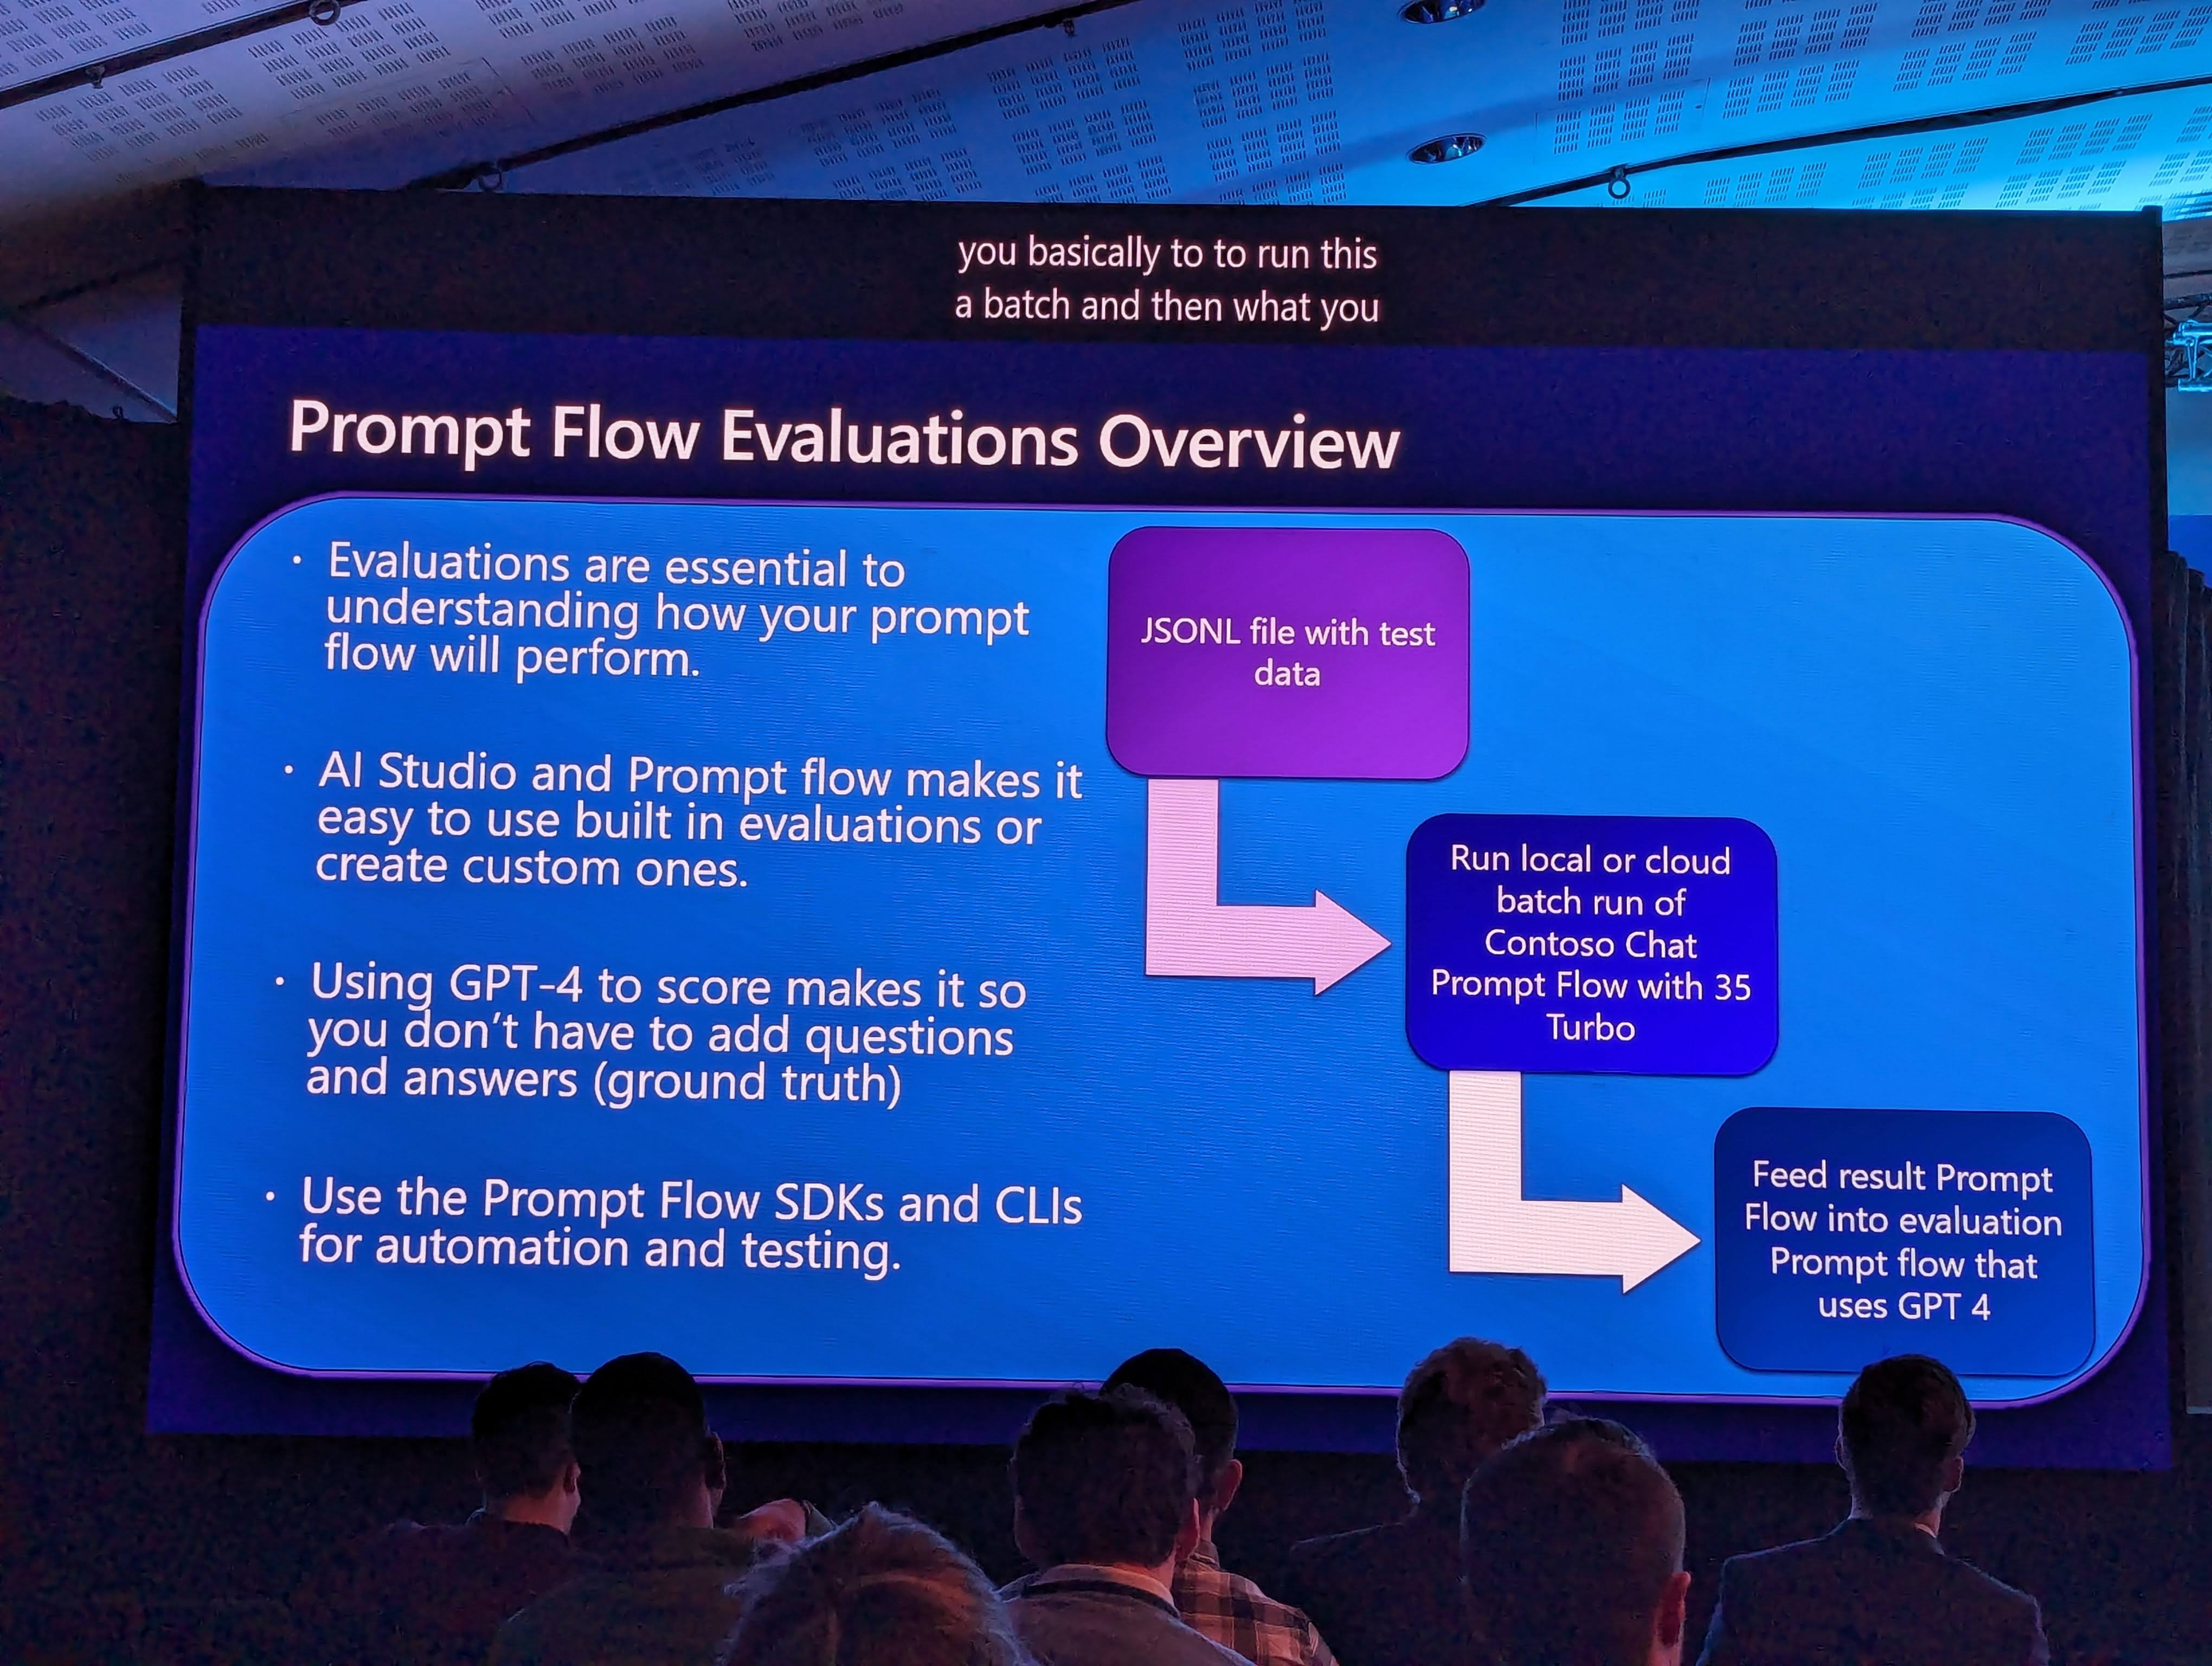 you basically to to run this
a batch and then what you
Prompt Flow Evaluations Overview
· Evaluations are essential to
understanding how your prompt
flow will perform.
· AI Studio and Prompt flow makes it
easy to use built in evaluations or
create custom ones.
· Using GPT-4 to score makes it so
you don't have to add questions
and answers (ground truth)
· Use the Prompt Flow SDKs and CLIs
for automation and testing.
JSONL file with test
data
Run local or cloud
batch run of
Contoso Chat
Prompt Flow with 35
Turbo
Feed result Prompt
Flow into evaluation
Prompt flow that
uses GPT 4